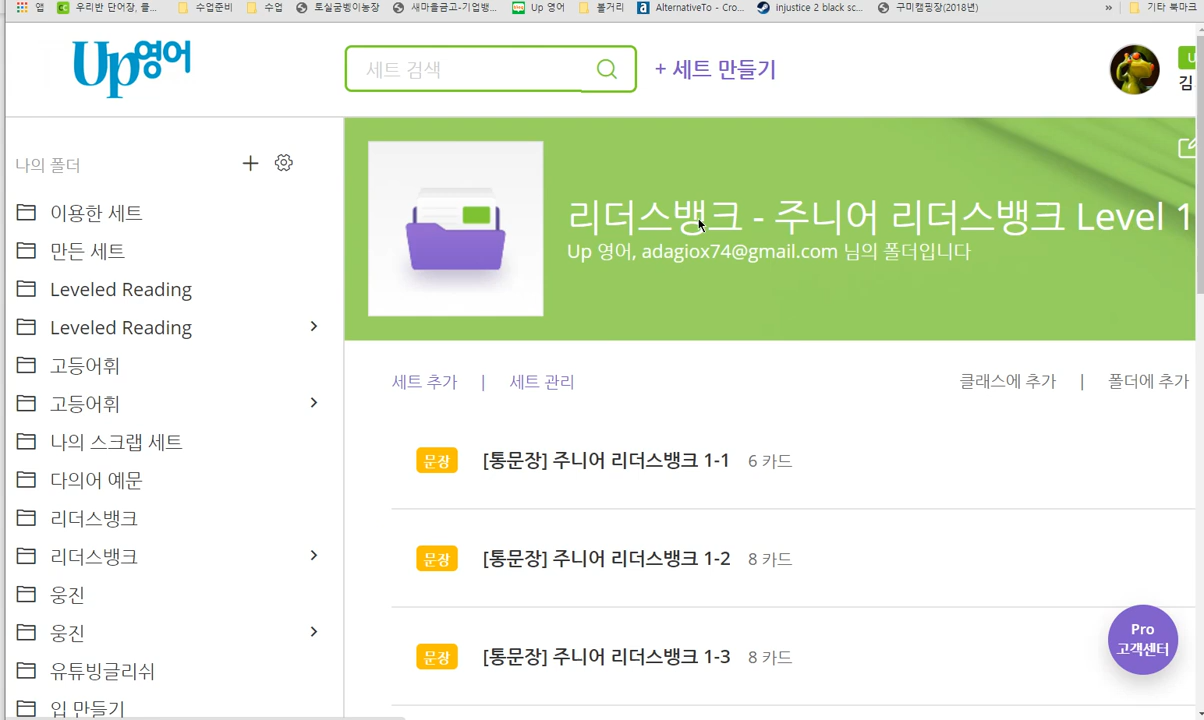 앱 우리반 단어장, 클... 수업준비 수업 토실굼벵이농장 새마을금고-기업뱅... Up 영어 볼거리 AlternativeTo - Cro... injustice 2 black sc... 구미캠핑장(2018년) » 기타 북마크
Up영어
세트 검색
+ 세트 만들기
U
김
나의 폴더
이용한 세트
만든 세트
Leveled Reading
Leveled Reading
고등어휘
고등어휘
나의 스크랩 세트
다의어 예문
리더스뱅크
리더스뱅크
웅진
웅진
유튜빙글리쉬
입 만들기
리더스뱅크 - 주니어 리더스뱅크 Level 1
Up 영어, adagiox74@gmail.com 님의 폴더입니다
세트 추가 | 세트 관리
클래스에 추가 | 폴더에 추가
문장 [통문장] 주니어 리더스뱅크 1-1 6 카드
문장 [통문장] 주니어 리더스뱅크 1-2 8 카드
문장 [통문장] 주니어 리더스뱅크 1-3 8 카드
Pro
고객센터